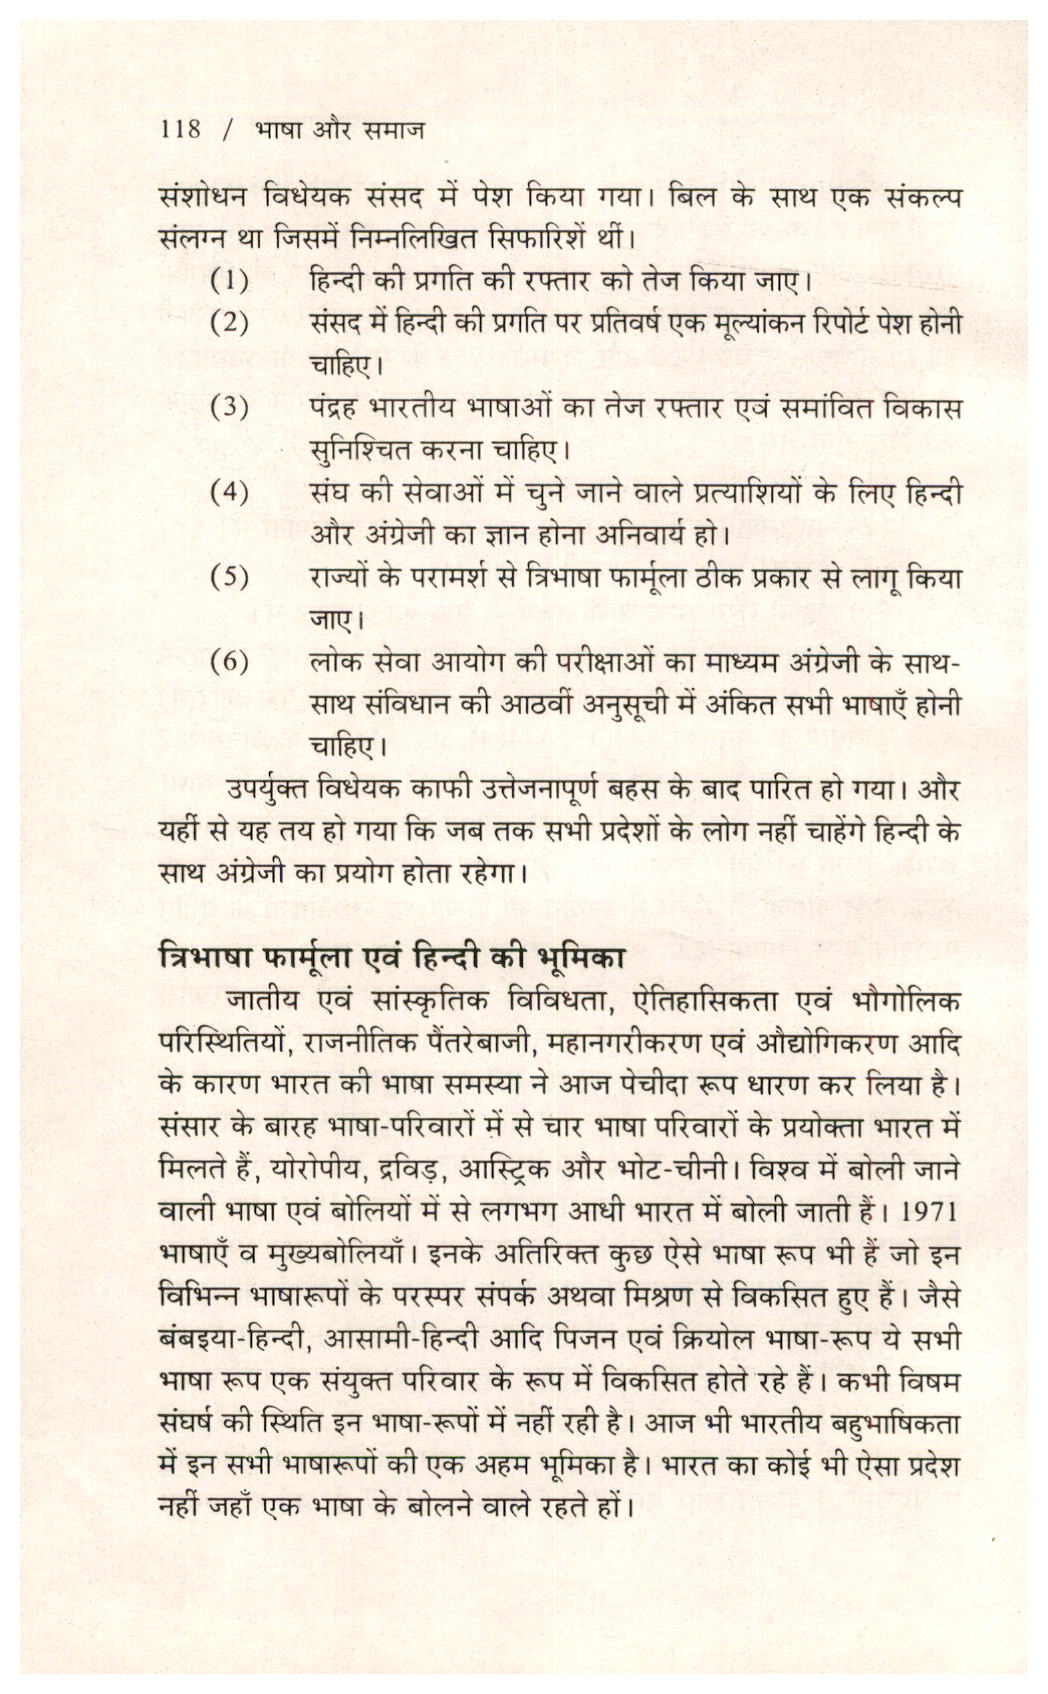 118 / भाषा और समाज
संशोधन विधेयक संसद में पेश किया गया। बिल के साथ एक संकल्प
संलग्न था जिसमें निम्नलिखित सिफारिशें थीं।
(1) हिन्दी की प्रगति की रफ्तार को तेज किया जाए।
(2) संसद में हिन्दी की प्रगति पर प्रतिवर्ष एक मूल्यांकन रिपोर्ट पेश होनी
चाहिए।
(3) पंद्रह भारतीय भाषाओं का तेज रफ्तार एवं समांवित विकास
सुनिश्चित करना चाहिए।
(4) संघ की सेवाओं में चुने जाने वाले प्रत्याशियों के लिए हिन्दी
और अंग्रेजी का ज्ञान होना अनिवार्य हो।
(5) राज्यों के परामर्श से त्रिभाषा फार्मूला ठीक प्रकार से लागू किया
जाए।
(6) लोक सेवा आयोग की परीक्षाओं का माध्यम अंग्रेजी के साथ-
साथ संविधान की आठवीं अनुसूची में अंकित सभी भाषाएँ होनी
चाहिए।
उपर्युक्त विधेयक काफी उत्तेजनापूर्ण बहस के बाद पारित हो गया। और
यहीं से यह तय हो गया कि जब तक सभी प्रदेशों के लोग नहीं चाहेंगे हिन्दी के
साथ अंग्रेजी का प्रयोग होता रहेगा।
त्रिभाषा फार्मूला एवं हिन्दी की भूमिका
जातीय एवं सांस्कृतिक विविधता, ऐतिहासिकता एवं भौगोलिक
परिस्थितियों, राजनीतिक पैंतरेबाजी, महानगरीकरण एवं औद्योगिकरण आदि
के कारण भारत की भाषा समस्या ने आज पेचीदा रूप धारण कर लिया है।
संसार के बारह भाषा-परिवारों में से चार भाषा परिवारों के प्रयोक्ता भारत में
मिलते हैं, योरोपीय, द्रविड़, आस्ट्रिक और भोट-चीनी। विश्व में बोली जाने
वाली भाषा एवं बोलियों में से लगभग आधी भारत में बोली जाती हैं। 1971
भाषाएँ व मुख्यबोलियाँ। इनके अतिरिक्त कुछ ऐसे भाषा रूप भी हैं जो इन
विभिन्न भाषारूपों के परस्पर संपर्क अथवा मिश्रण से विकसित हुए हैं। जैसे
बंबइया-हिन्दी, आसामी-हिन्दी आदि पिजन एवं क्रियोल भाषा-रूप ये सभी
भाषा रूप एक संयुक्त परिवार के रूप में विकसित होते रहे हैं। कभी विषम
संघर्ष की स्थिति इन भाषा-रूपों में नहीं रही है। आज भी भारतीय बहुभाषिकता
में इन सभी भाषारूपों की एक अहम भूमिका है। भारत का कोई भी ऐसा प्रदेश
नहीं जहाँ एक भाषा के बोलने वाले रहते हों।